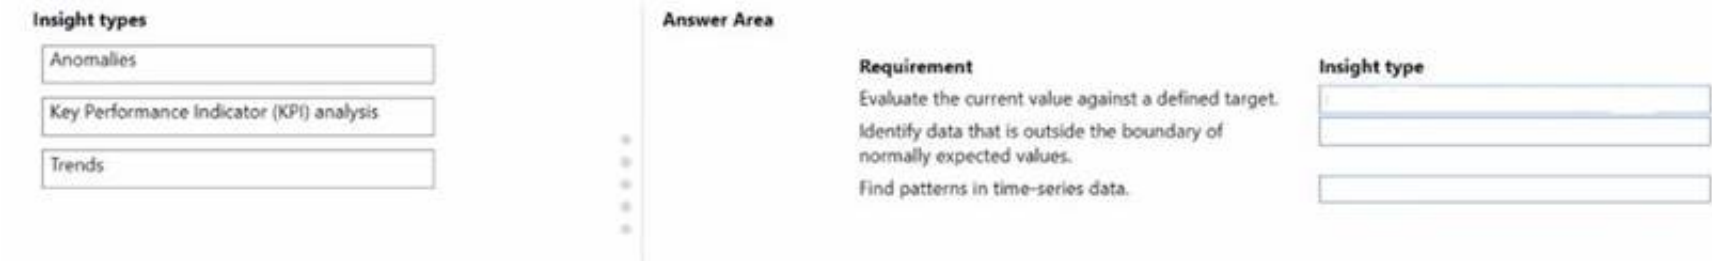 Insight types
Anomalies
Key Performance Indicator (KPI) analysis
Trends
Answer Area
Requirement
Insight type
Evaluate the current value against a defined target.
Identify data that is outside the boundary of
normally expected values.
Find patterns in time-series data.